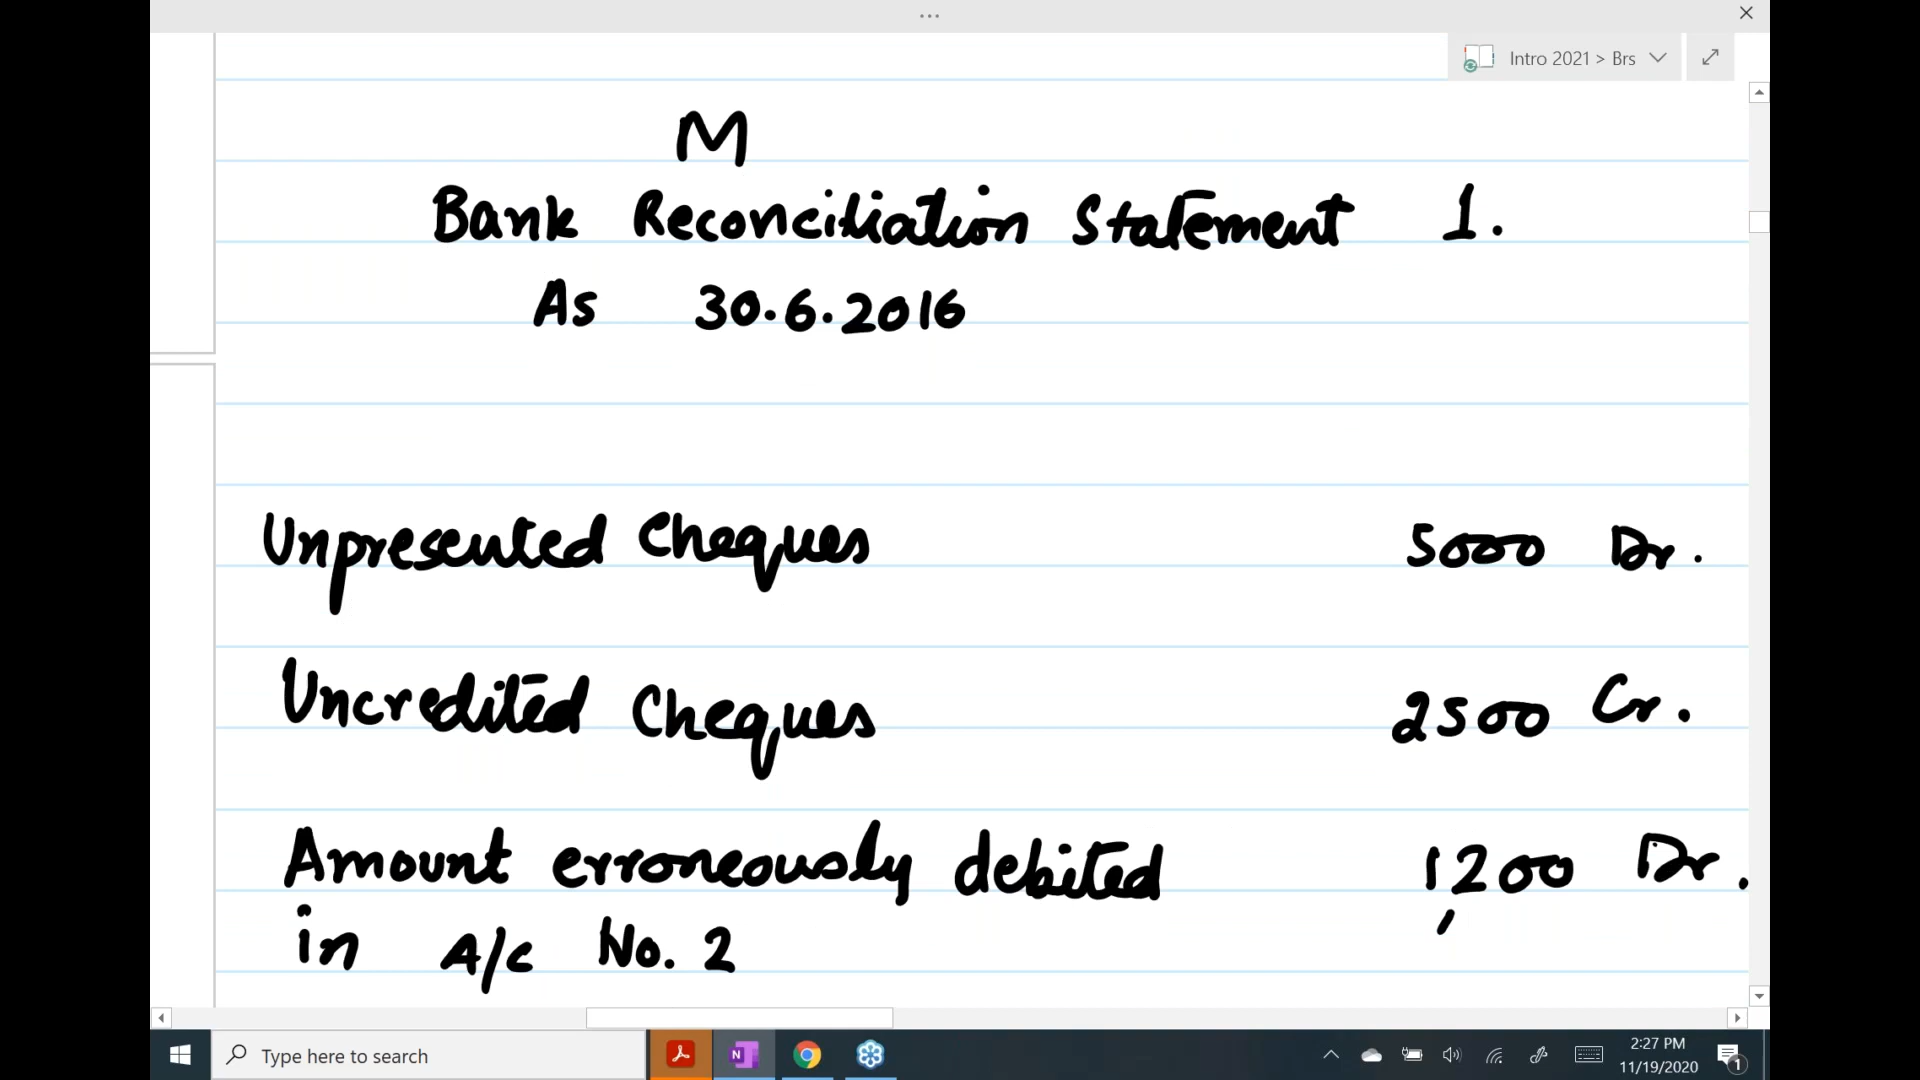 Intro 2021 > Brs
M
Bank Reconciliation Statement 1.
As 30.6.2016
Unpresented Cheques 5000 Dr.
Uncredited Cheques 2500 Cr.
Amount erroneously debited 1200 Dr.
in A/c No. 2
Type here to search
2:27 PM
11/19/2020
1